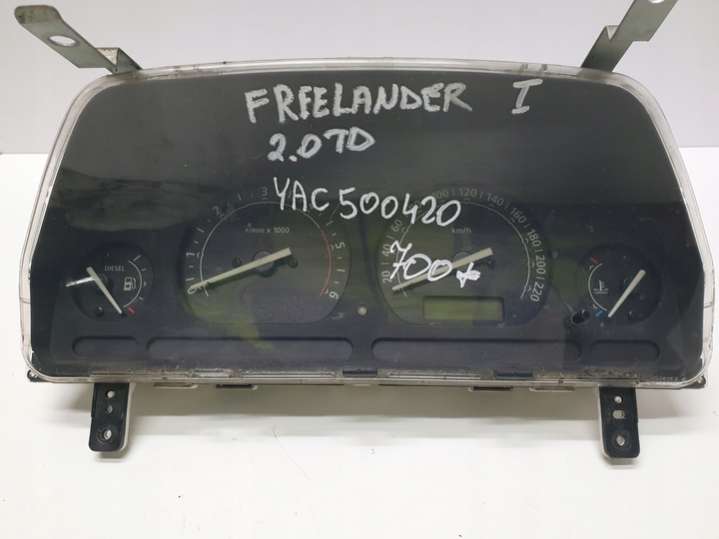 FREELANDER I
2.0TD
YAC500420
700+
DIESEL
1 2 3 5 6
r/min x 1000
20 40 60 100 120 140 160 180 200 220
km/h